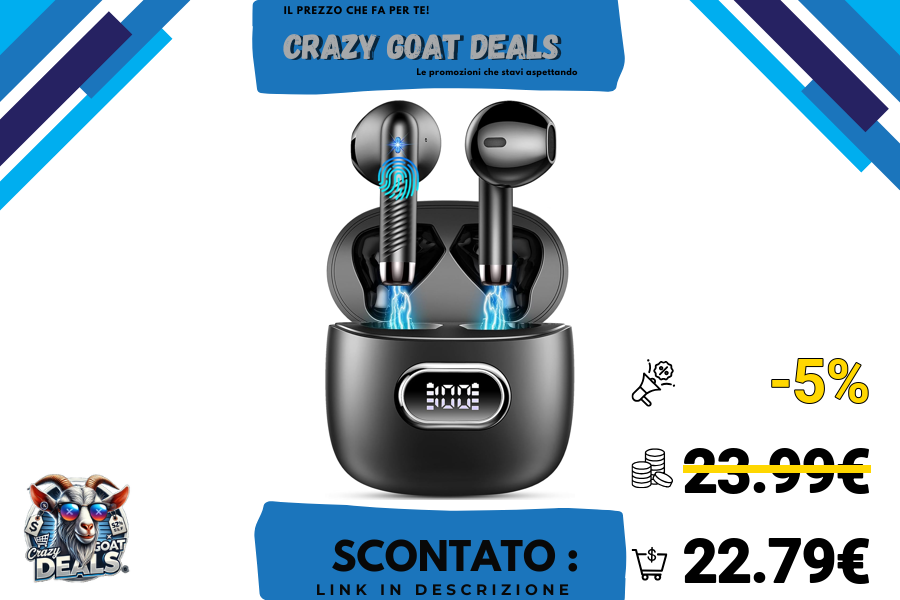 IL PREZZO CHE FA PER TE!
CRAZY GOAT DEALS
Le promozioni che stavi aspettando
100
-5%
23.99€
22.79€
SCONTATO :
LINK IN DESCRIZIONE
$
57%
Crazy
GOAT
DEALS